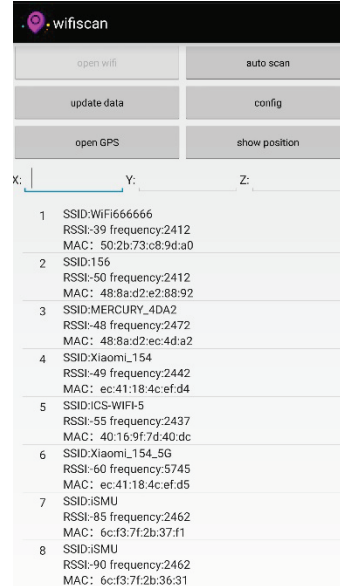 wifiscan
open wifi auto scan
update data config
open GPS show position
X: Y: Z:
1 SSID:WiFi666666
RSSI:-39 frequency:2412
MAC: 50:2b:73:c8:9d:a0
2 SSID:156
RSSI:-50 frequency:2412
MAC: 48:8a:d2:e2:88:92
3 SSID:MERCURY_4DA2
RSSI:-48 frequency:2472
MAC: 48:8a:d2:ec:4d:a2
4 SSID:Xiaomi_154
RSSI:-49 frequency:2442
MAC: ec:41:18:4c:ef:d4
5 SSID:ICS-WIFI-5
RSSI:-55 frequency:2437
MAC: 40:16:9f:7d:40:dc
6 SSID:Xiaomi_154_5G
RSSI:-60 frequency:5745
MAC: ec:41:18:4c:ef:d5
7 SSID:iSMU
RSSI:-85 frequency:2462
MAC: 6c:f3:7f:2b:37:f1
8 SSID:iSMU
RSSI:-90 frequency:2462
MAC: 6c:f3:7f:2b:36:31